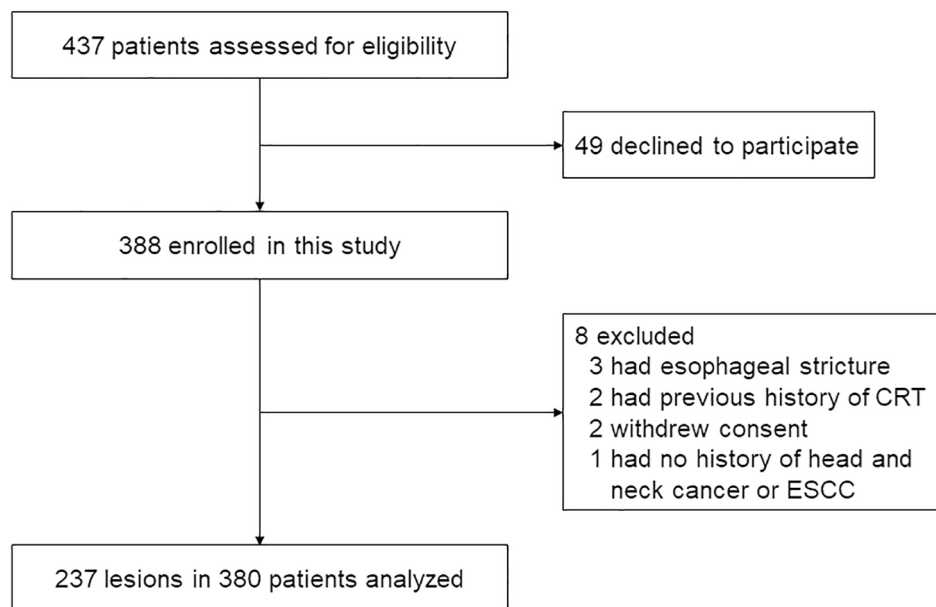 437 patients assessed for eligibility
49 declined to participate
388 enrolled in this study
8 excluded
3 had esophageal stricture
2 had previous history of CRT
2 withdrew consent
1 had no history of head and
neck cancer or ESCC
237 lesions in 380 patients analyzed